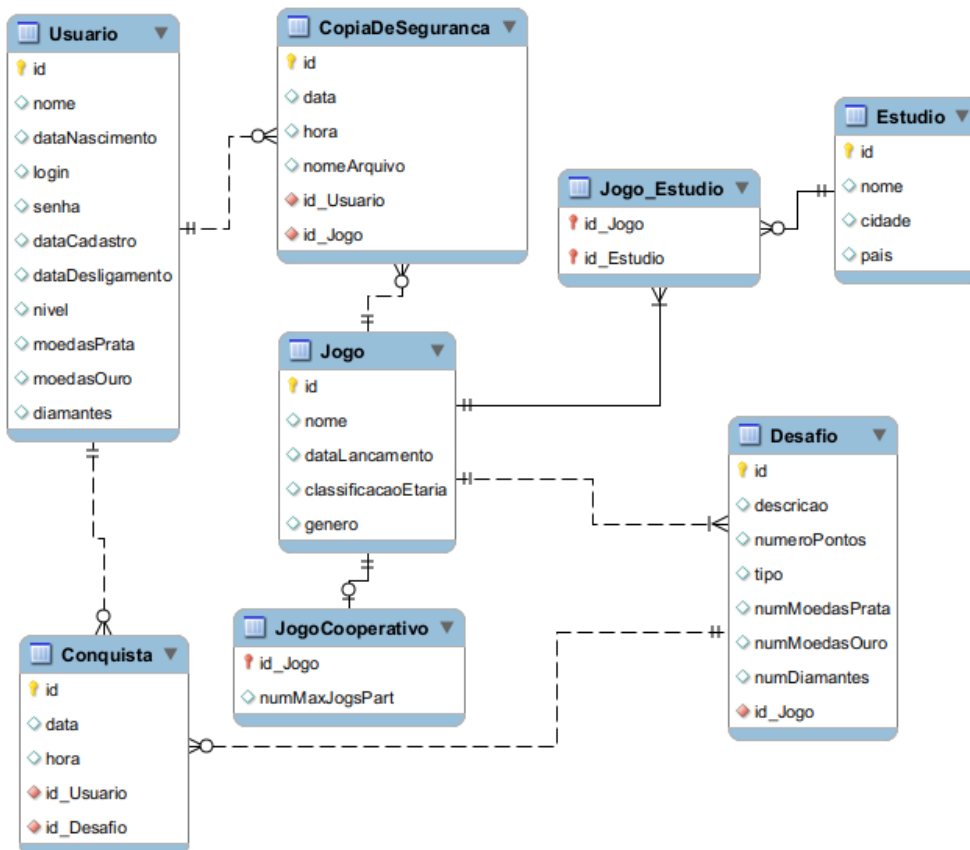 Usuario
id
nome
dataNascimento
login
senha
dataCadastro
dataDesligamento
nivel
moedasPrata
moedasOuro
diamantes
CopiaDeSeguranca
id
data
hora
nomeArquivo
id_Usuario
id_Jogo
Estudio
id
nome
cidade
pais
Jogo_Estudio
id_Jogo
id_Estudio
Jogo
id
nome
dataLancamento
classificacaoEtaria
genero
Desafio
id
descricao
numeroPontos
tipo
numMoedasPrata
numMoedasOuro
numDiamantes
id_Jogo
JogoCooperativo
id_Jogo
numMaxJogsPart
Conquista
id
data
hora
id_Usuario
id_Desafio